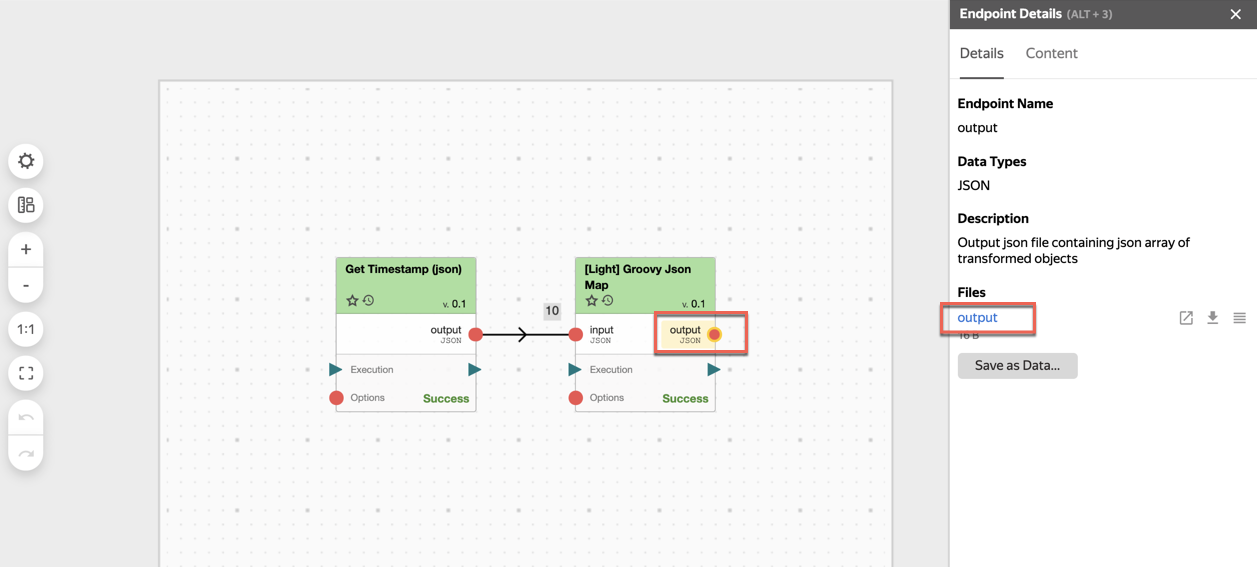 Endpoint Details (ALT + 3)
Details Content
Endpoint Name
output
Data Types
JSON
Description
Output json file containing json array of
transformed objects
Files
output
16 B
Save as Data...
+
-
1:1
Get Timestamp (json)
v. 0.1
output
JSON
Execution
Options Success
10
[Light] Groovy Json
Map
v. 0.1
input output
JSON JSON
Execution
Options Success